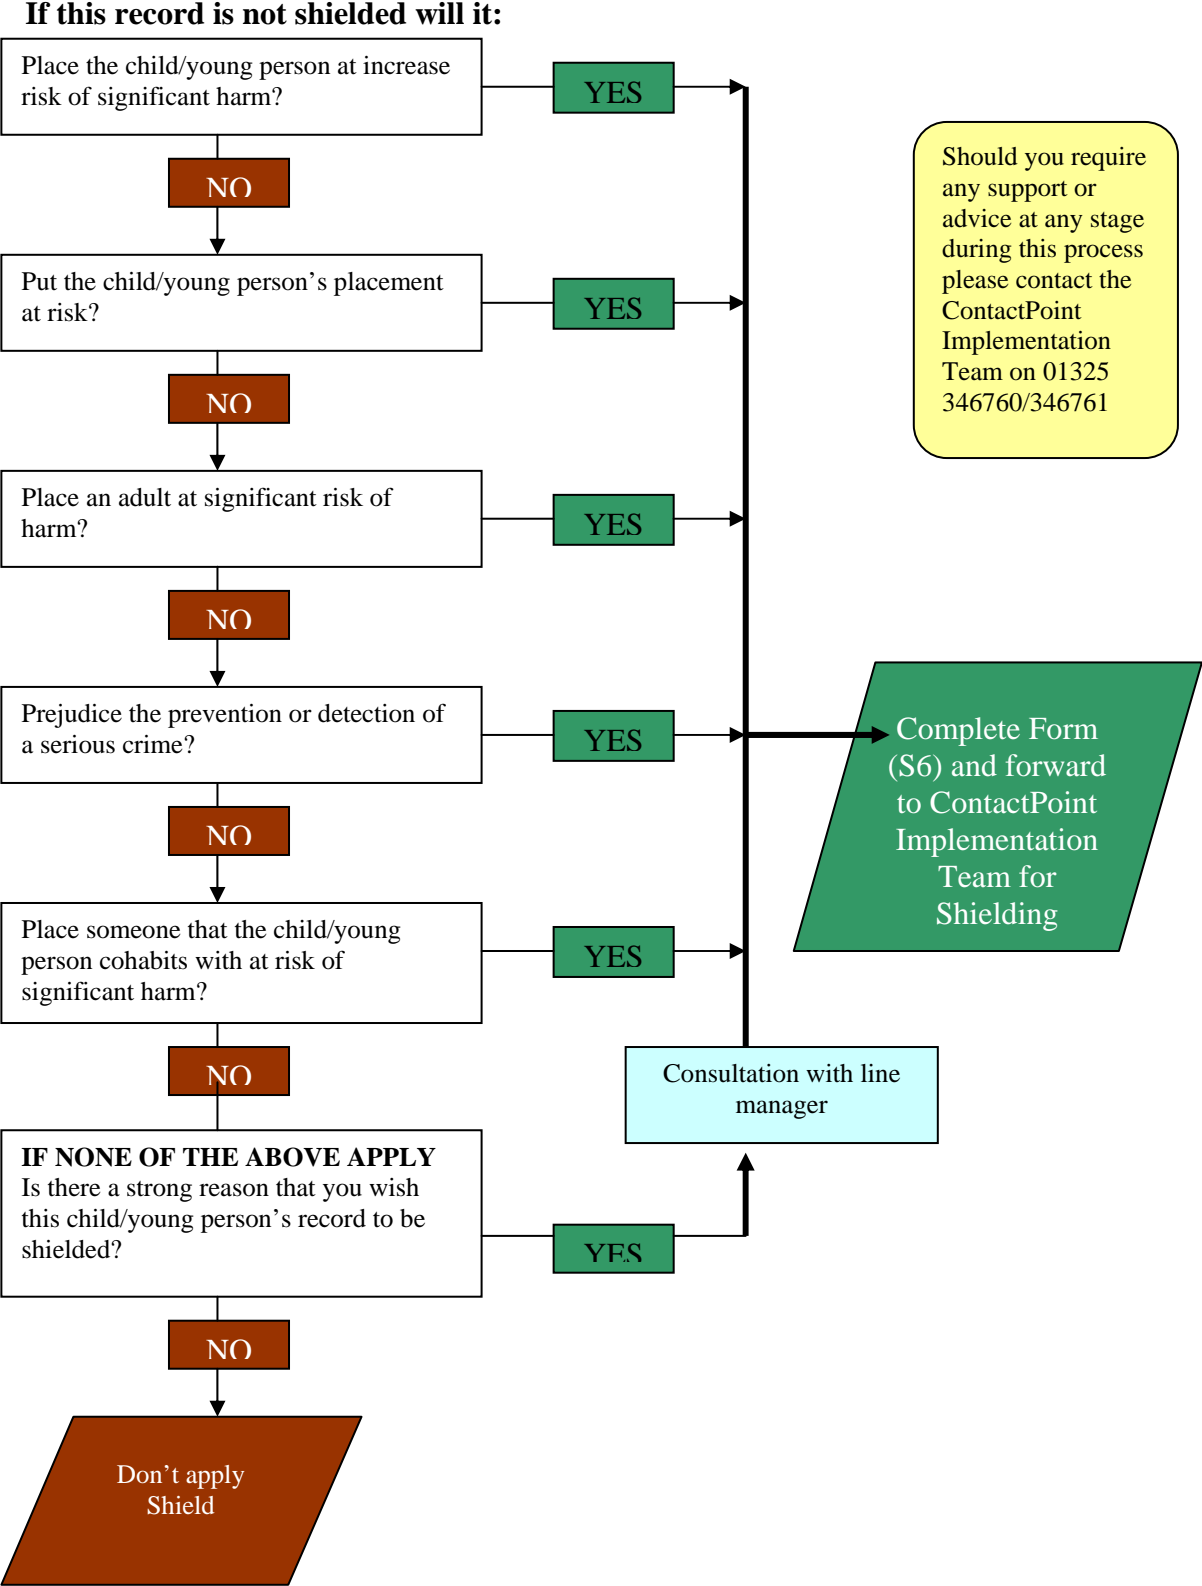 If this record is not shielded will it:
Place the child/young person at increase
risk of significant harm?
YES
NO
Put the child/young person’s placement
at risk?
YES
NO
Place an adult at significant risk of
harm?
YES
NO
Prejudice the prevention or detection of
a serious crime?
YES
NO
Place someone that the child/young
person cohabits with at risk of
significant harm?
YES
NO
IF NONE OF THE ABOVE APPLY
Is there a strong reason that you wish
this child/young person’s record to be
shielded?
YES
NO
Don’t apply
Shield
Consultation with line
manager
Complete Form
(S6) and forward
to ContactPoint
Implementation
Team for
Shielding
Should you require
any support or
advice at any stage
during this process
please contact the
ContactPoint
Implementation
Team on 01325
346760/346761